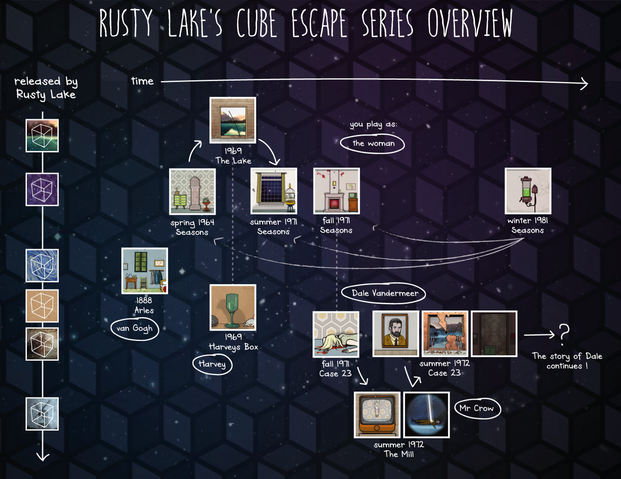 RUSTY LAKE'S CUBE ESCAPE SERIES OVERVIEW
released by
Rusty Lake
time
you play as:
the woman
1969
The Lake
spring 1964
Seasons
summer 1971
Seasons
fall 1971
Seasons
winter 1981
Seasons
1888
Arles
van Gogh
1969
Harveys Box
Harvey
Dale Vandermeer
fall 1971
Case 23
summer 1972
Case 23
?
The story of Dale
continues !
Mr Crow
summer 1972
The Mill